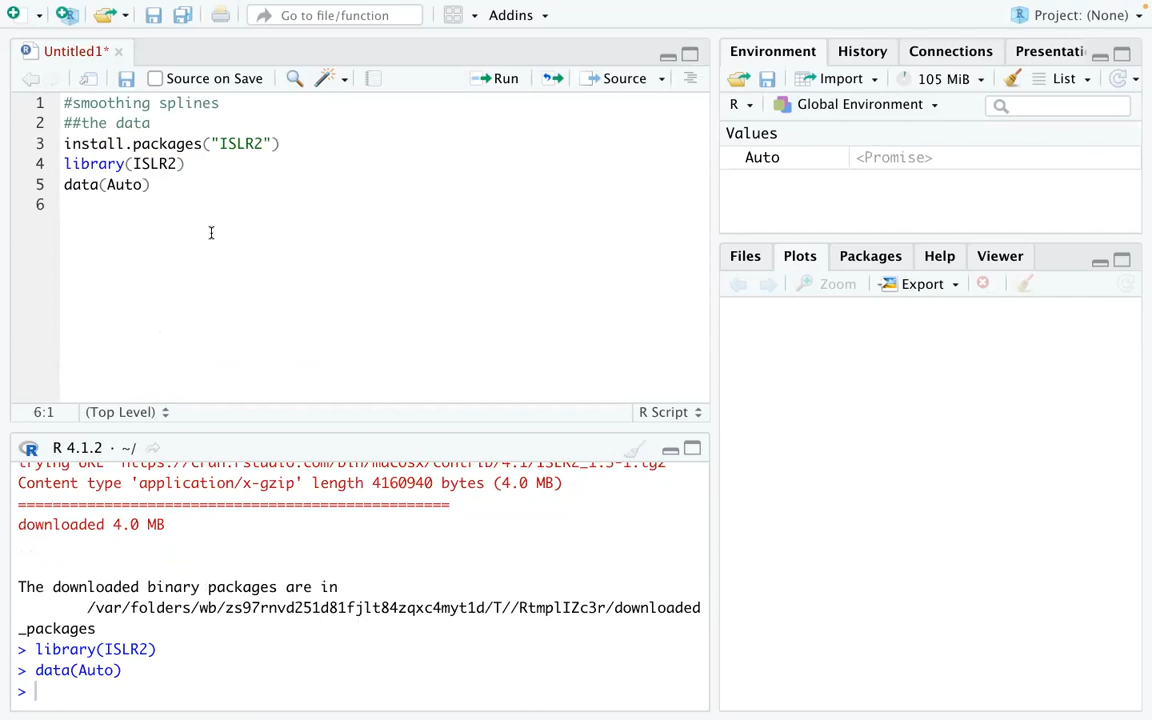 Go to file/function
Addins
Project: (None)
Untitled1*
Source on Save
Run
Source
1 #smoothing splines
2 ##the data
3 install.packages("ISLR2")
4 library(ISLR2)
5 data(Auto)
6
6:1 (Top Level) R Script
R 4.1.2 · ~/
Content type 'application/x-gzip' length 4160940 bytes (4.0 MB)
==================================================
downloaded 4.0 MB
The downloaded binary packages are in
/var/folders/wb/zs97rnvd251d81fjlt84zqxc4myt1d/T//RtmplIZc3r/downloaded
_packages
> library(ISLR2)
> data(Auto)
>
Environment History Connections Presentati
Import 105 MiB List
R Global Environment
Values
Auto <Promise>
Files Plots Packages Help Viewer
Zoom Export